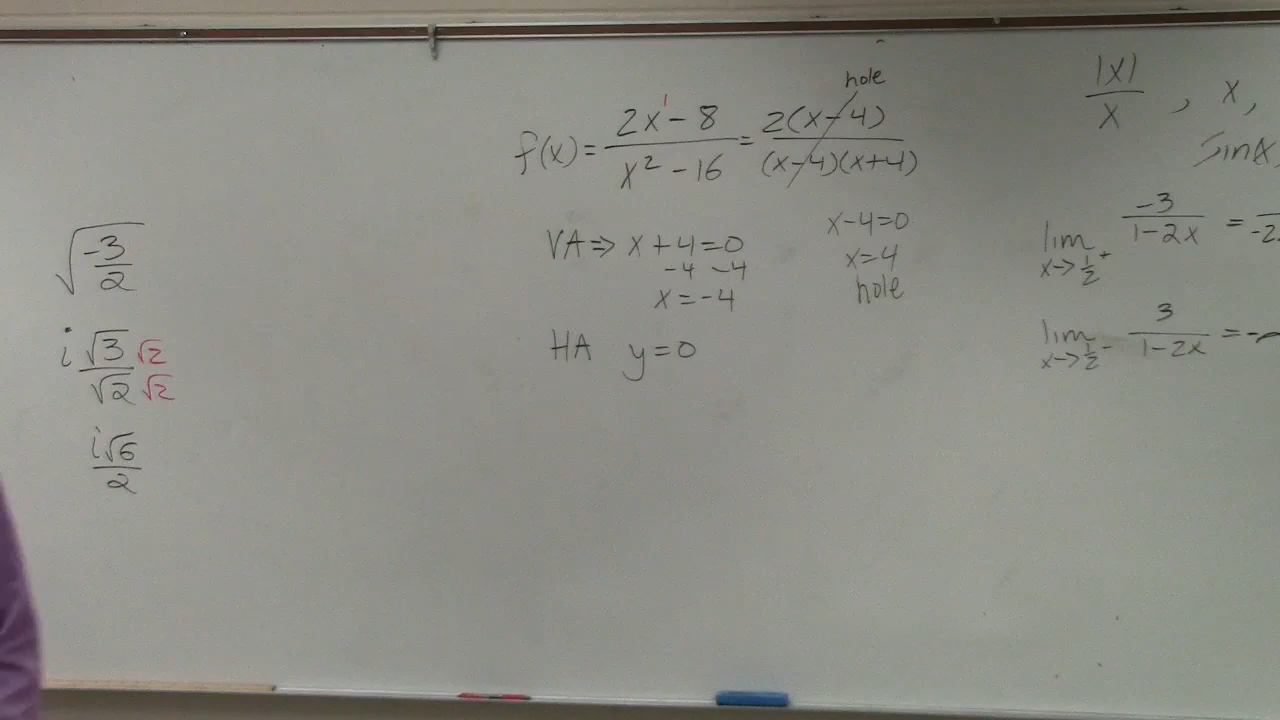 √(-3/2)
i √3/√2 √2/√2
i√6/2
hole
f(x) = (2x¹ - 8)/(x² - 16) = 2(x-4)/((x-4)(x+4))
VA ⇒ x + 4 = 0
-4 -4
x = -4
HA y = 0
x-4=0
x=4
hole
|x|/x , x,
sin
lim x→½⁺ -3/(1-2x) =
lim x→½⁻ 3/(1-2x) = -